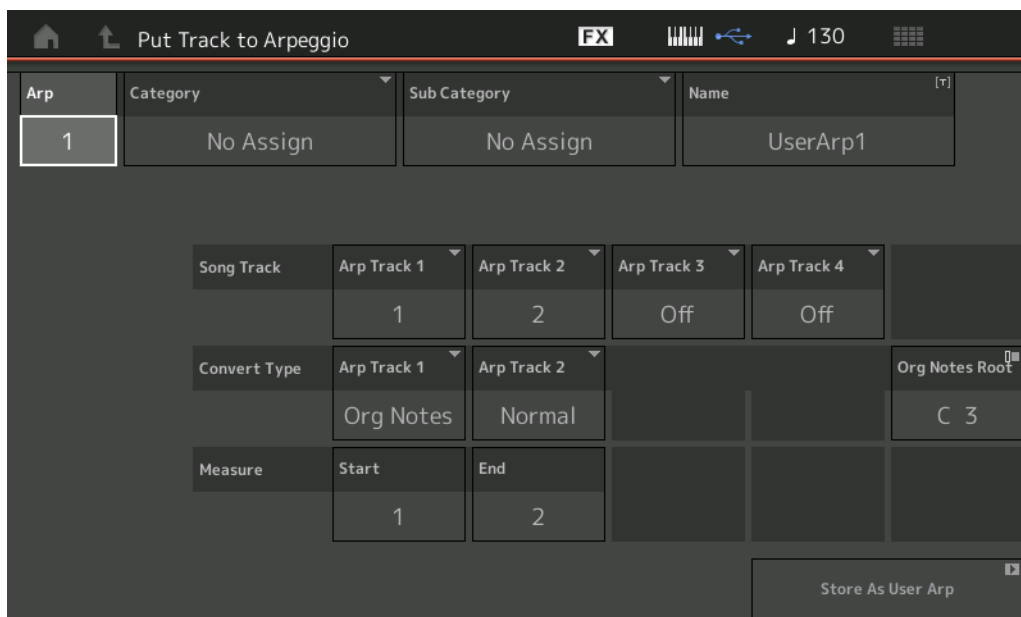 Put Track to Arpeggio FX ♩ 130
Arp Category Sub Category Name [T]
1 No Assign No Assign UserArp1
Song Track Arp Track 1 Arp Track 2 Arp Track 3 Arp Track 4
1 2 Off Off
Convert Type Arp Track 1 Arp Track 2 Org Notes Root
Org Notes Normal C 3
Measure Start End
1 2
Store As User Arp